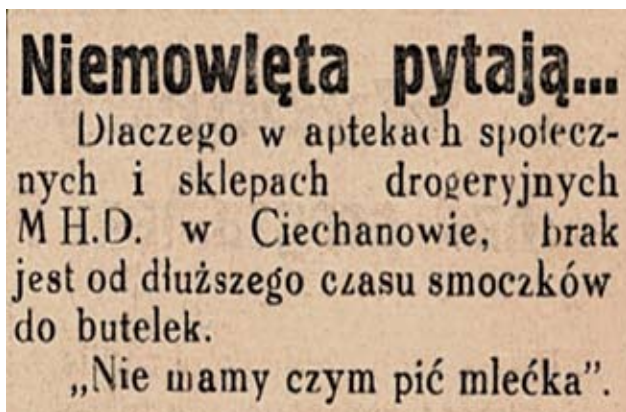 Niemowlęta pytają...
Dlaczego w aptekach społecz-
nych i sklepach drogeryjnych
M H.D. w Ciechanowie, brak
jest od dłuższego czasu smoczków
do butelek.
„Nie mamy czym pić mlećka”.